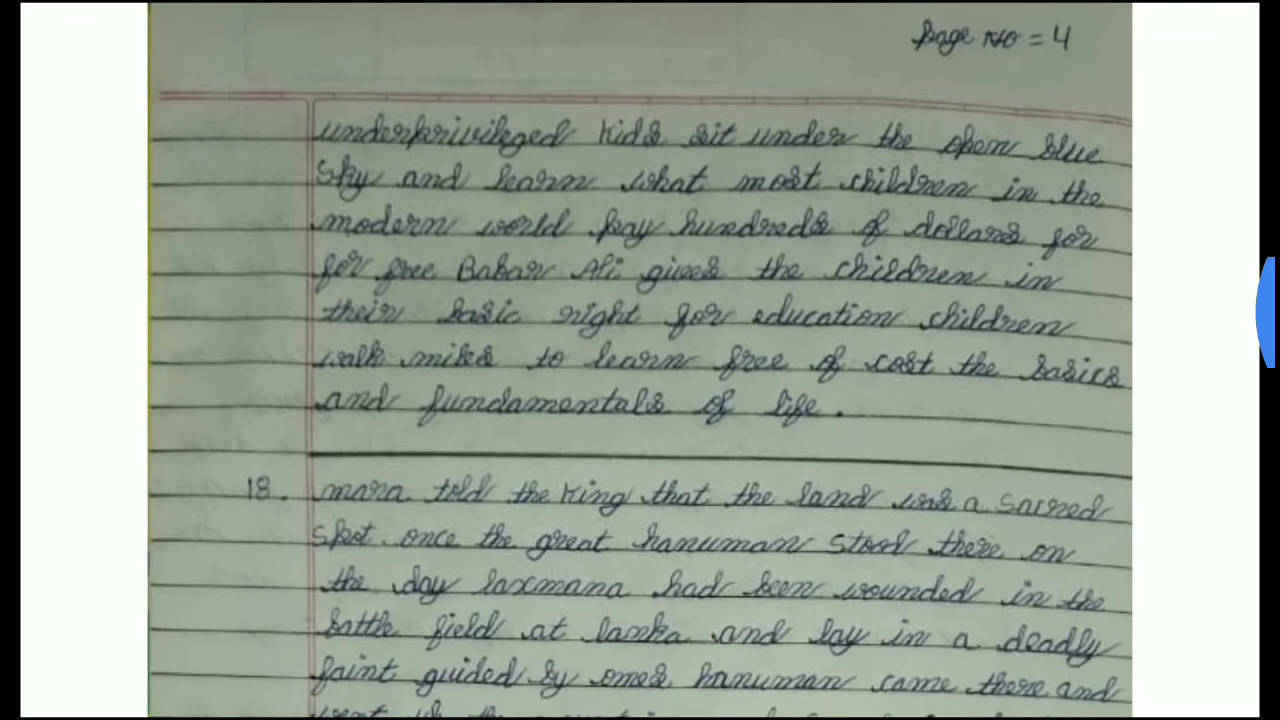 Page No = 4
underprivileged kids sit under the open blue
sky and learn what most children in the
modern world pay hundreds of dollars for
for free Babar Ali gives the children in
their basic right for education children
walk miles to learn free of cost the basics
and fundamentals of life .
18. mara told the King that the land was a sacred
spot. once the great hanuman stood there on
the day laxmana had been wounded in the
battle field at lanka and lay in a deadly
faint guided by omes hanuman came there and
went up the